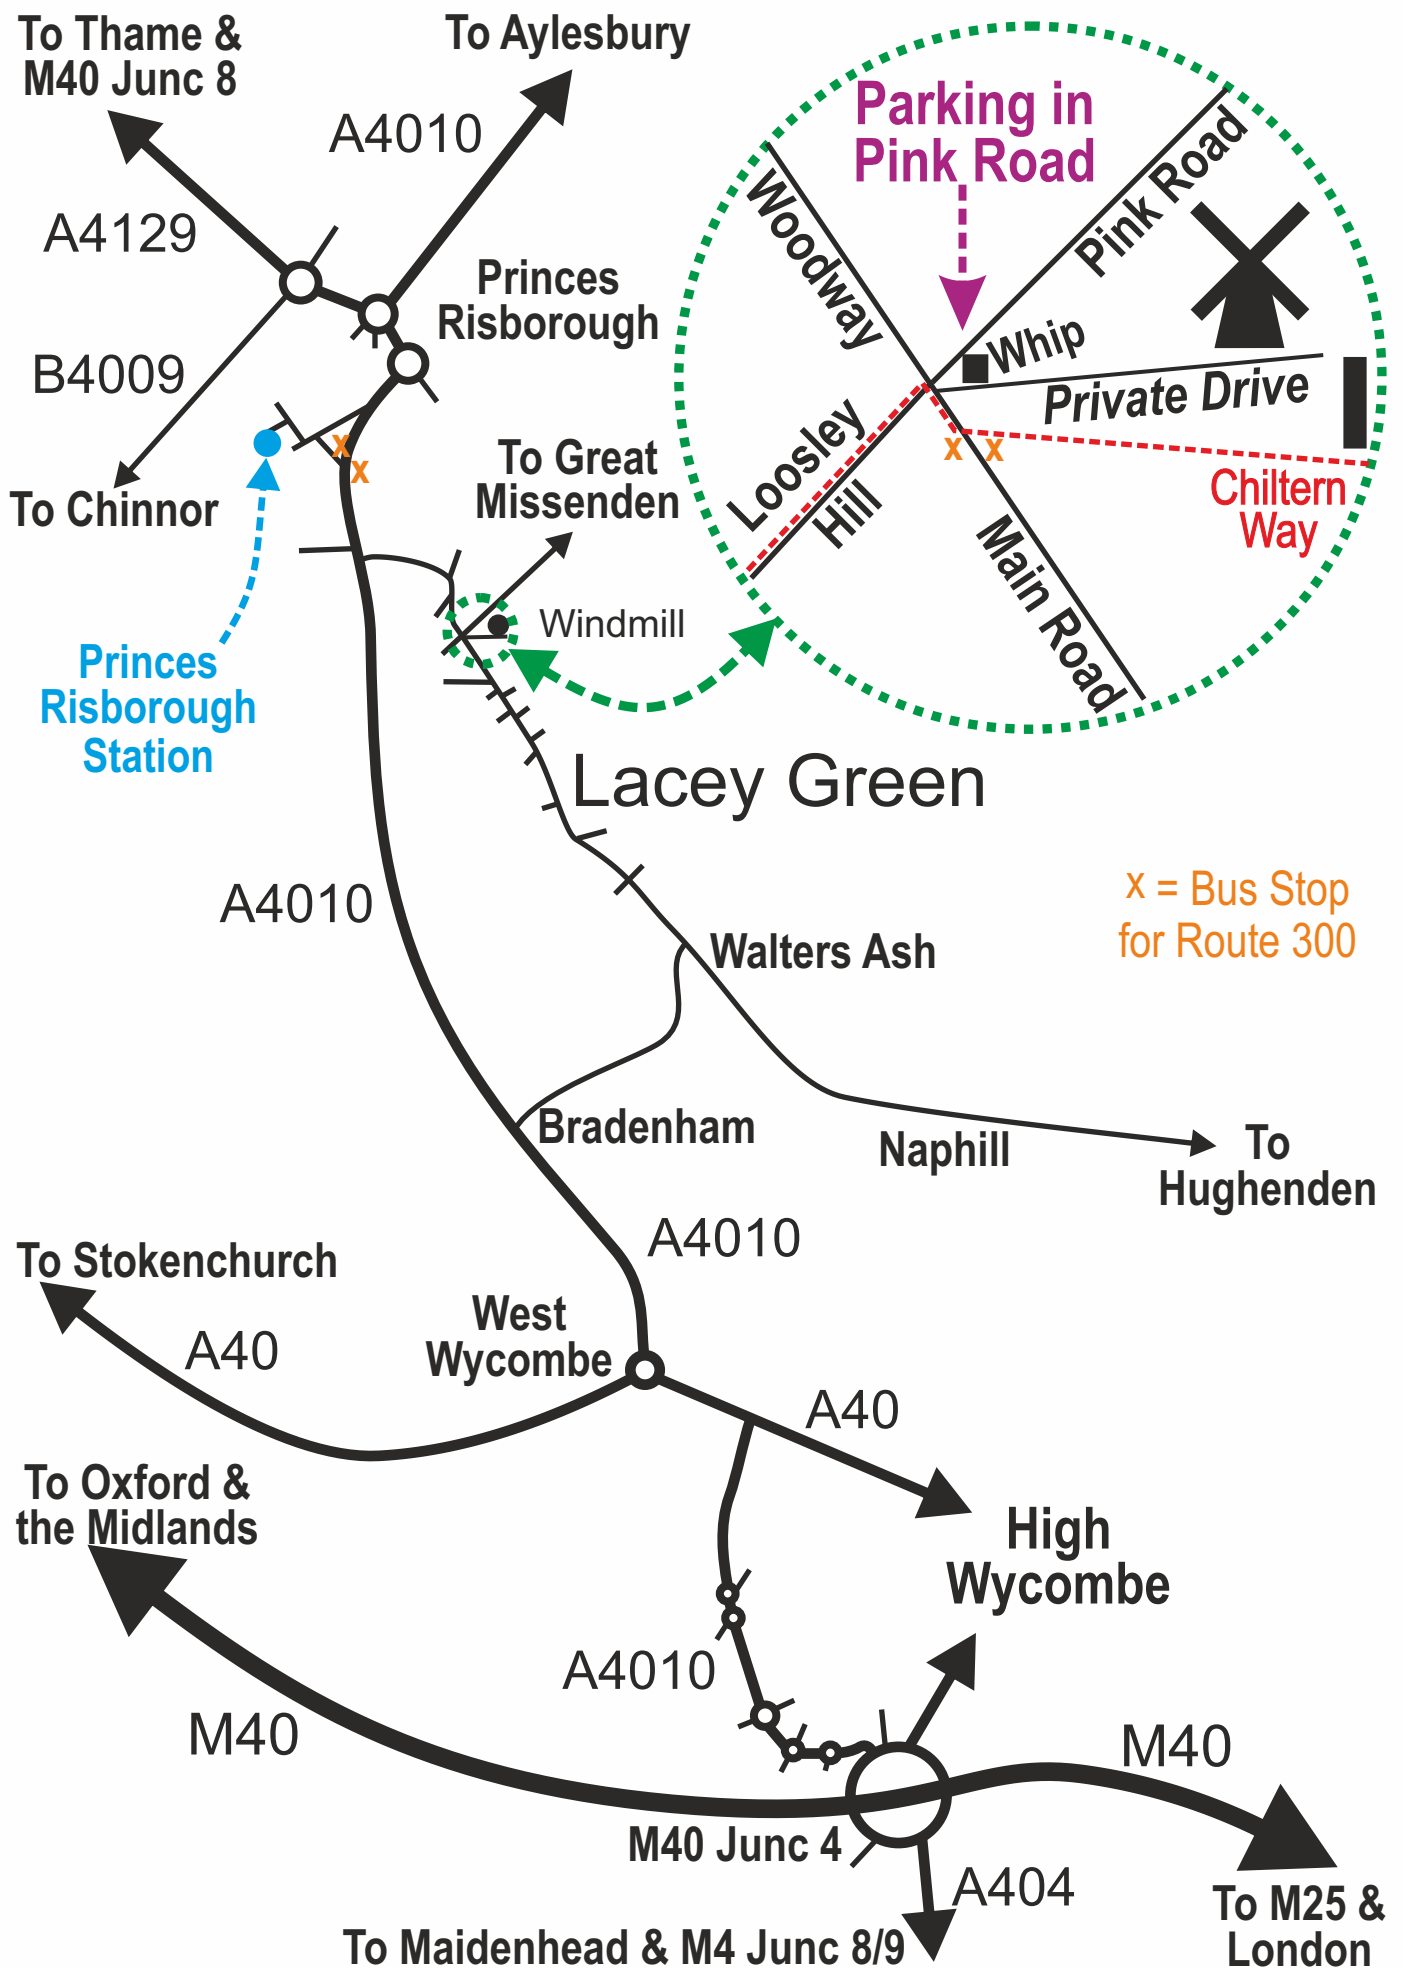 To Thame &
M40 Junc 8
To Aylesbury
A4010
A4129
Princes
Risborough
B4009
To Chinnor
To Great
Missenden
Windmill
Princes
Risborough
Station
Parking in
Pink Road
Woodway
Pink Road
Whip
Private Drive
Loosley
Hill
x x
Chiltern
Way
Main Road
x
x
Lacey Green
A4010
x = Bus Stop
for Route 300
Walters Ash
Bradenham
Naphill
To
Hughenden
A4010
To Stokenchurch
A40
West
Wycombe
A40
To Oxford &
the Midlands
High
Wycombe
A4010
M40
M40
M40 Junc 4
A404
To M25 &
London
To Maidenhead & M4 Junc 8/9